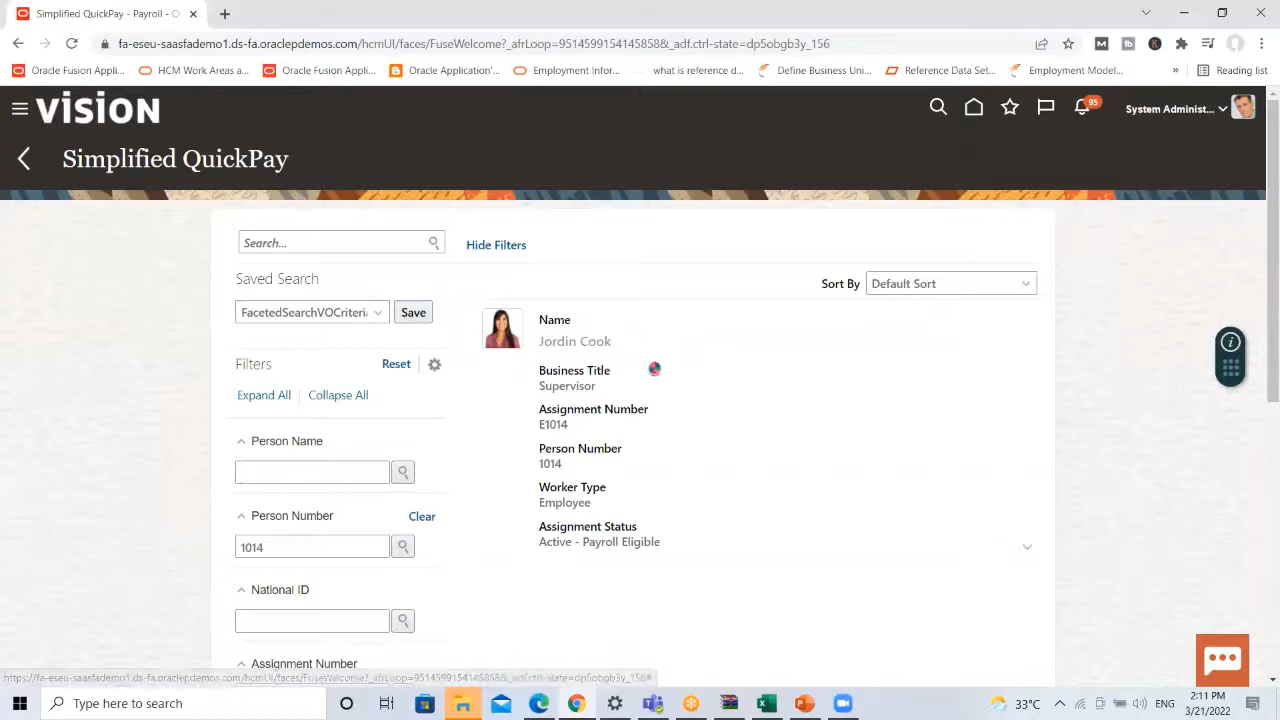 Simplified QuickPay - Payroll - O
fa-eseu-saasfademo1.ds-fa.oraclepdemos.com/hcmUI/faces/FuseWelcome?_afrLoop=95145991541458588&_adf.ctrl-state=dp5obgb3y_156
Oracle Fusion Appli... HCM Work Areas a... Oracle Fusion Appli... Oracle Application'... Employment Infor... what is reference d... Define Business Uni... Reference Data Set... Employment Model... » Reading list
vision 95 System Administ...
Simplified QuickPay
Search... Hide Filters
Saved Search
Sort By Default Sort
FacetedSearchVOCriteri Save
Name
Jordin Cook
Filters Reset
Business Title
Supervisor
Expand All Collapse All
Assignment Number
E1014
Person Name
Person Number
1014
Worker Type
Employee
Person Number Clear
Assignment Status
1014
Active - Payroll Eligible
National ID
Assignment Number
Type here to search 33°C ENG 2:11 PM 3/21/2022